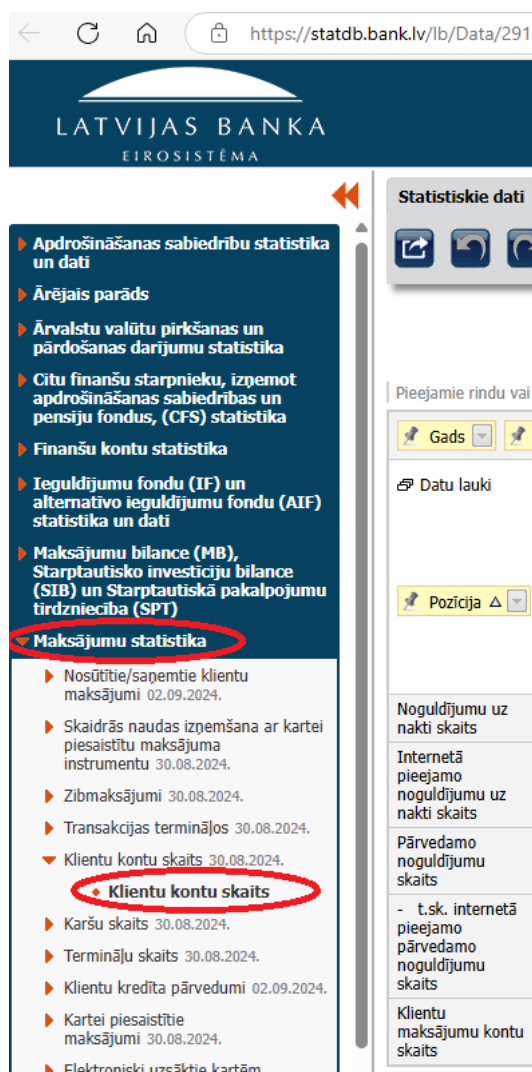 https://statdb.bank.lv/lb/Data/291
LATVIJAS BANKA
EIROSISTĒMA
Apdrošināšanas sabiedrību statistika
un dati
Ārējais parāds
Ārvalstu valūtu pirkšanas un
pārdošanas darījumu statistika
Citu finanšu starpnieku, izņemot
apdrošināšanas sabiedrības un
pensiju fondus, (CFS) statistika
Finanšu kontu statistika
Ieguldījumu fondu (IF) un
alternatīvo ieguldījumu fondu (AIF)
statistika un dati
Maksājumu bilance (MB),
Starptautisko investīciju bilance
(SIB) un Starptautiskā pakalpojumu
tirdzniecība (SPT)
Maksājumu statistika
Nosūtītie/saņemtie klientu
maksājumi 02.09.2024.
Skaidrās naudas izņemšana ar kartei
piesaistītu maksājuma
instrumentu 30.08.2024.
Zibmaksājumi 30.08.2024.
Transakcijas termināļos 30.08.2024.
Klientu kontu skaits 30.08.2024.
Klientu kontu skaits
Karšu skaits 30.08.2024.
Termināļu skaits 30.08.2024.
Klientu kredīta pārvedumi 02.09.2024.
Kartei piesaistītie
maksājumi 30.08.2024.
Elektroniski uzsāktie kartēm
Statistiskie dati
Pieejamie rindu vai
Gads
Datu lauki
Pozīcija
Noguldījumu uz
nakti skaits
Internetā
pieejamo
noguldījumu uz
nakti skaits
Pārvedamo
noguldījumu
skaits
- t.sk. internetā
pieejamo
pārvedamo
noguldījumu
skaits
Klientu
maksājumu kontu
skaits